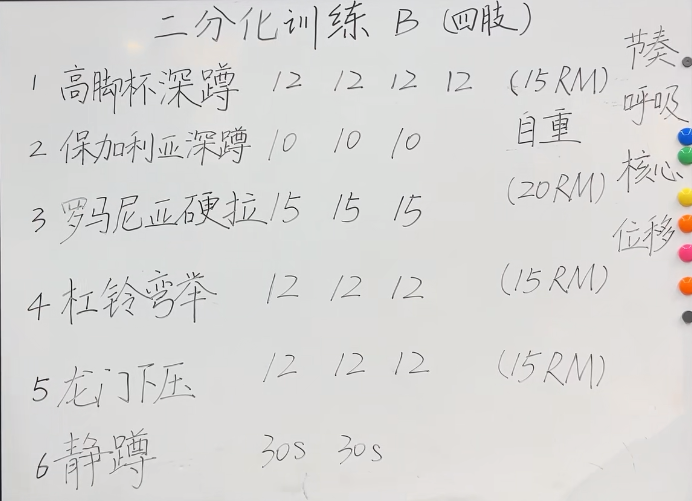 二分化训练 B (四肢)
1 高脚杯深蹲 12 12 12 12 (15RM)
2 保加利亚深蹲 10 10 10 自重
3 罗马尼亚硬拉 15 15 15 (20RM)
4 杠铃弯举 12 12 12 (15RM)
5 龙门下压 12 12 12 (15RM)
6 静蹲 30s 30s
节奏
呼吸
核心
位移